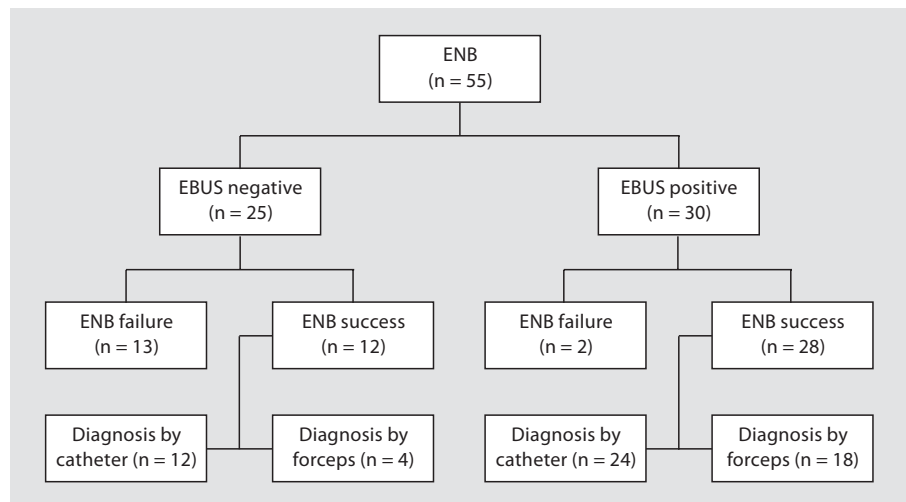 ENB
(n = 55)
EBUS negative
(n = 25)
EBUS positive
(n = 30)
ENB failure
(n = 13)
ENB success
(n = 12)
ENB failure
(n = 2)
ENB success
(n = 28)
Diagnosis by
catheter (n = 12)
Diagnosis by
forceps (n = 4)
Diagnosis by
catheter (n = 24)
Diagnosis by
forceps (n = 18)